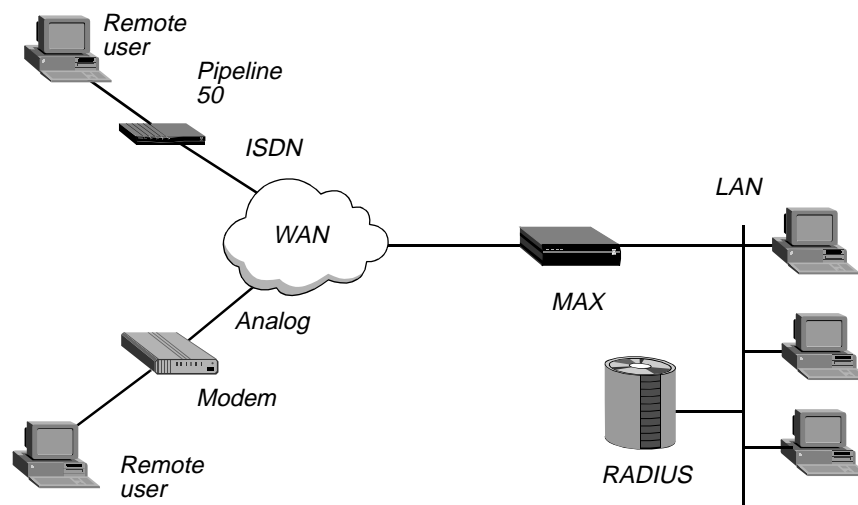 Remote
user
Pipeline
50
ISDN
LAN
WAN
MAX
Analog
Modem
RADIUS
Remote
user